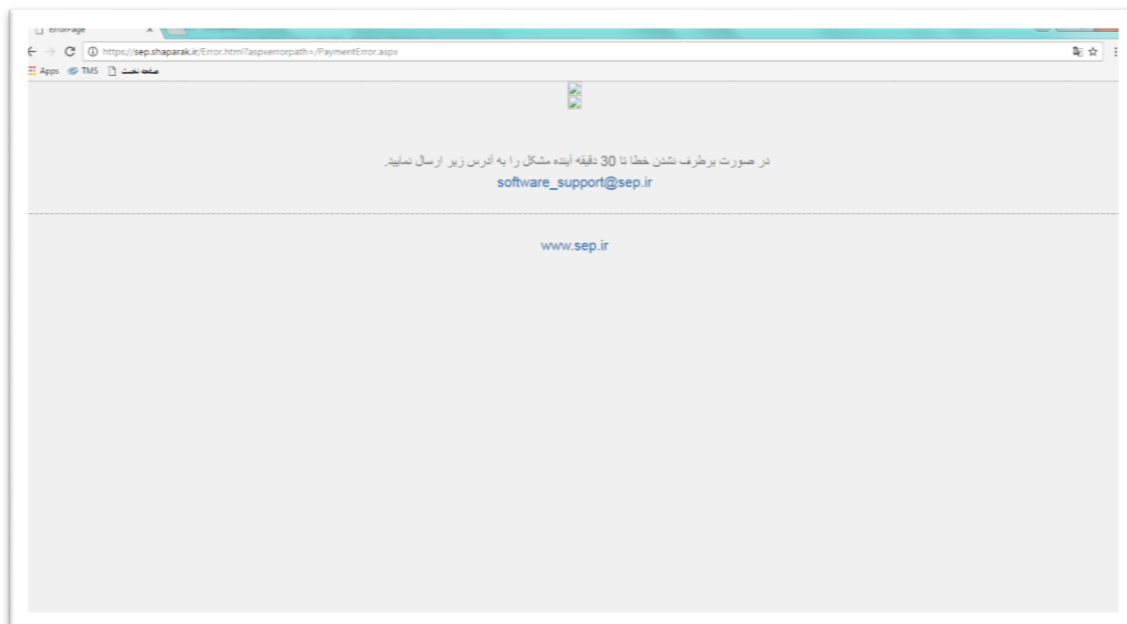 ErrorPage
https://sep.shaparak.ir/Error.html?aspxerrorpath=/PaymentError.aspx
Apps TMS صفحه نخست
در صورت برطرف نشدن خطا تا 30 دقیقه آینده مشکل را به آدرس زیر ارسال نمایید.
software_support@sep.ir
www.sep.ir